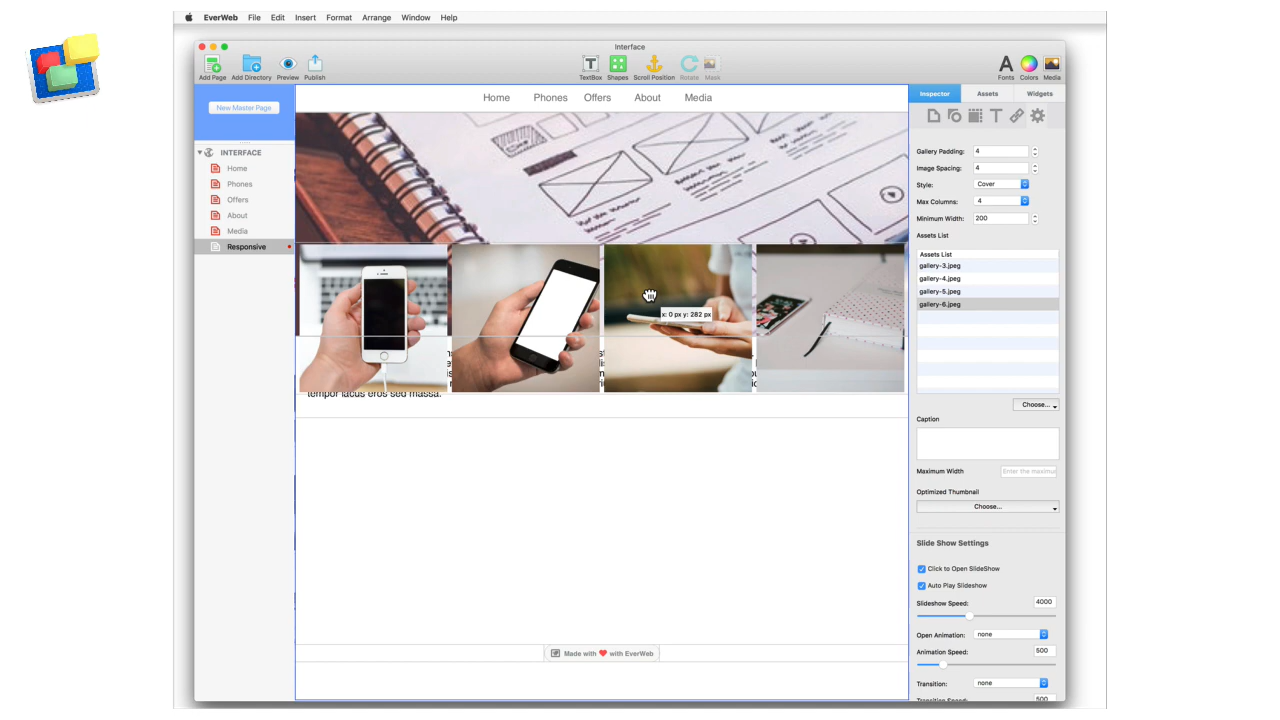 EverWeb File Edit Insert Format Arrange Window Help
Interface
Add Page Add Directory Preview Publish TextBox Shapes Scroll Position Rotate Mask Fonts Colors Media
New Master Page
INTERFACE
Home
Phones
Offers
About
Media
Responsive
Home Phones Offers About Media
x: 0 px y: 282 px
tempor lacus eros sed massa.
Made with ❤ with EverWeb
Inspector Assets Widgets
Gallery Padding: 4
Image Spacing: 4
Style: Cover
Max Columns: 4
Minimum Width: 200
Assets List
Assets List
gallery-3.jpeg
gallery-4.jpeg
gallery-5.jpeg
gallery-6.jpeg
Choose...
Caption
Maximum Width Enter the maximu
Optimized Thumbnail
Choose...
Slide Show Settings
Click to Open SlideShow
Auto Play Slideshow
Slideshow Speed: 4000
Open Animation: none
Animation Speed: 500
Transition: none
Transition Speed: 500